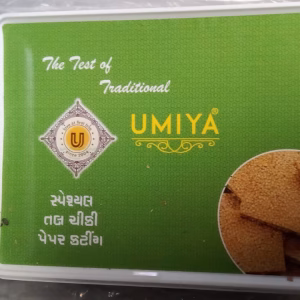 The Test of
Traditional
UMIYA®
U
સ્પેશ્યલ
તલ ચીકી
પેપર કટીંગ